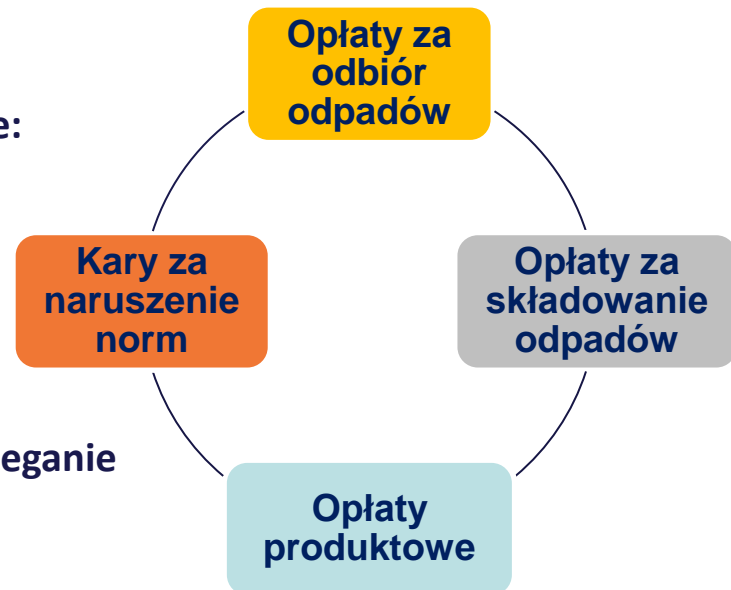 Opłaty za
odbiór
odpadów
e:
Kary za
naruszenie
norm
Opłaty za
składowanie
odpadów
eganie
Opłaty
produktowe